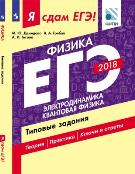 Я сдам ЕГЭ!
М. Ю. Демидова, В. А. Грибов
А. И. Гиголо
ФИЗИКА
ЕГЭ
2018
ЭЛЕКТРОДИНАМИКА
КВАНТОВАЯ ФИЗИКА
Типовые задания
Теория
Практика
Ключи и ответы